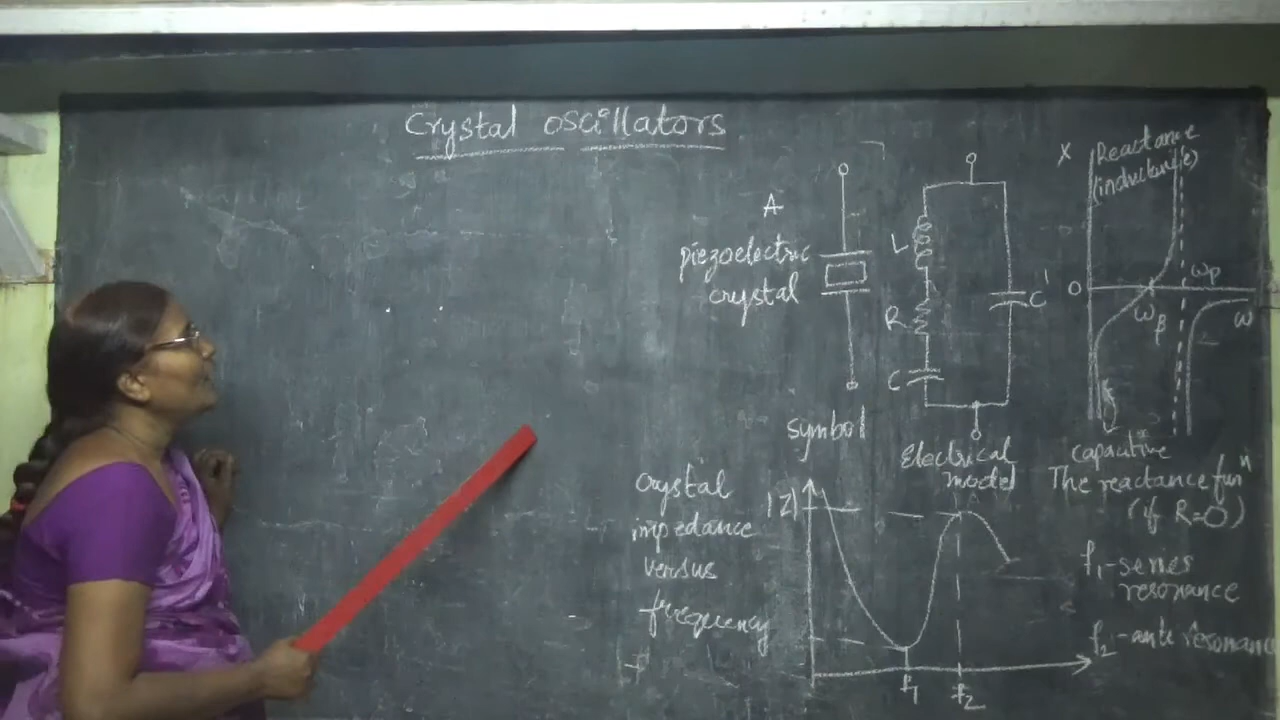 Crystal oscillators
A
piezoelectric
crystal
symbol
L
R
C
C'
Electrical
model
X
Reactance
(inductive)
0
ωp
ω
capacitive
The reactance funⁿ
(if R=0)
crystal
impedance
versus
frequency
|Z|
f1
f2
f1-series
resonance
f2-anti resonance